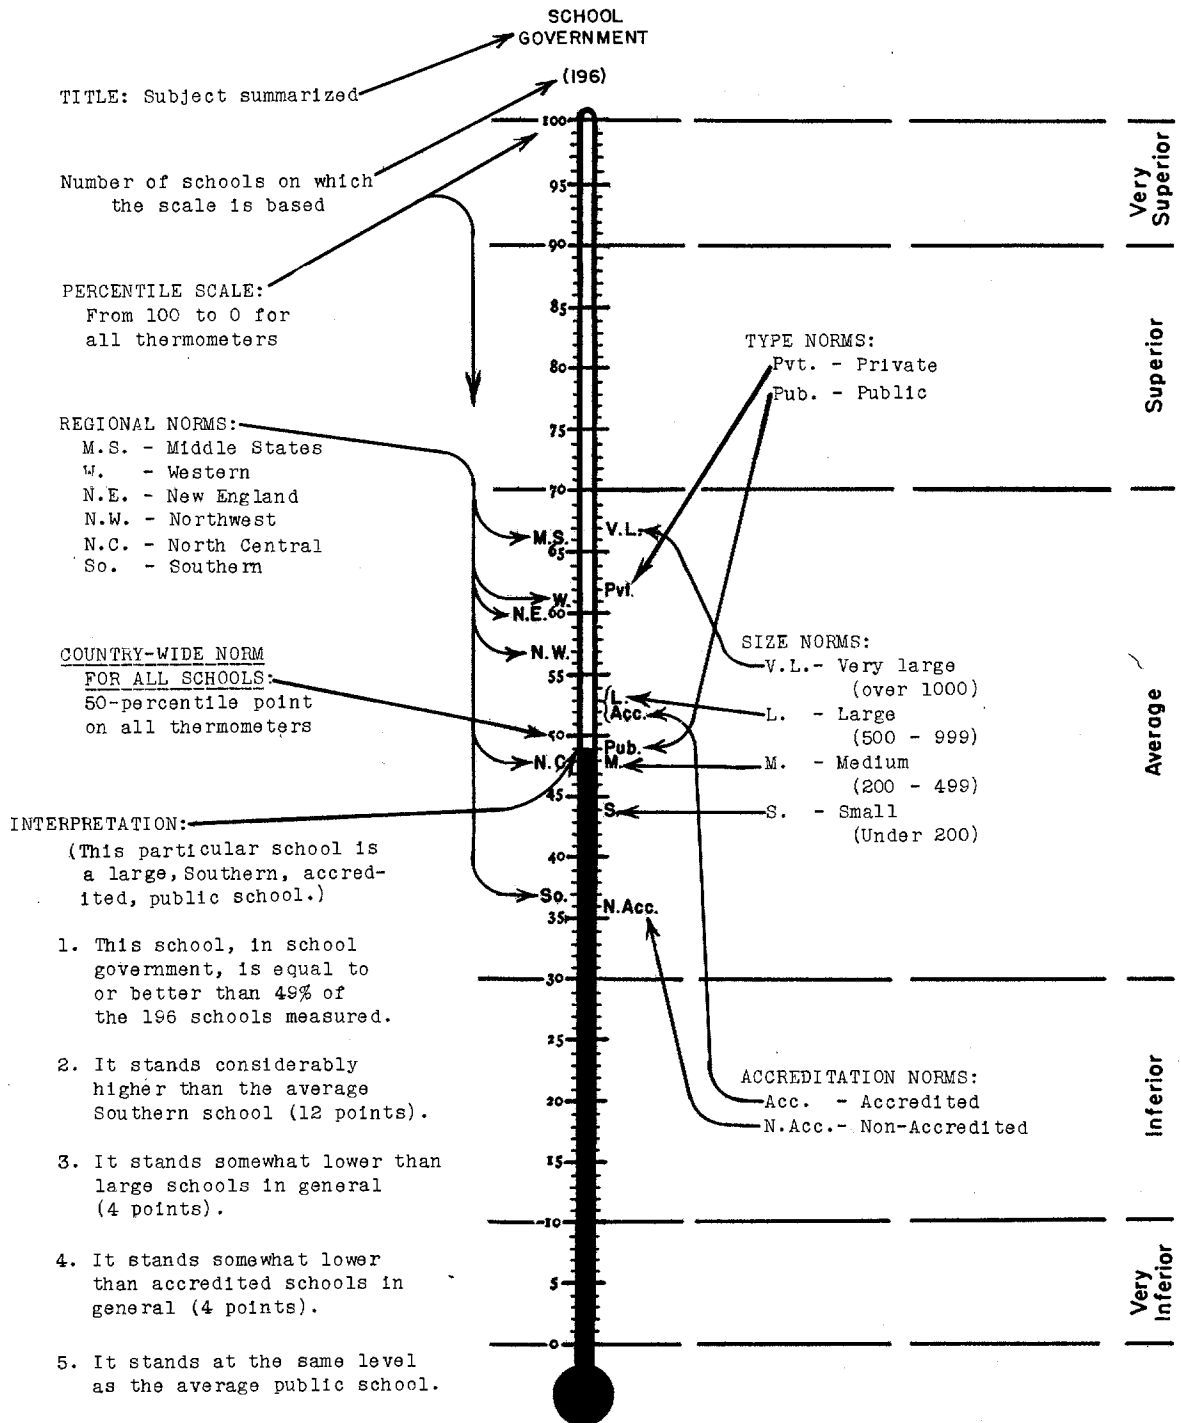 SCHOOL
GOVERNMENT
(196)
TITLE: Subject summarized
Number of schools on which
the scale is based
PERCENTILE SCALE:
From 100 to 0 for
all thermometers
REGIONAL NORMS:
M.S. - Middle States
W. - Western
N.E. - New England
N.W. - Northwest
N.C. - North Central
So. - Southern
COUNTRY-WIDE NORM
FOR ALL SCHOOLS:
50-percentile point
on all thermometers
INTERPRETATION:
(This particular school is
a large, Southern, accred-
ited, public school.)
1. This school, in school
government, is equal to
or better than 49% of
the 196 schools measured.
2. It stands considerably
higher than the average
Southern school (12 points).
3. It stands somewhat lower than
large schools in general
(4 points).
4. It stands somewhat lower
than accredited schools in
general (4 points).
5. It stands at the same level
as the average public school.
100
95
90
85
80
75
70
65
60
55
50
45
40
35
30
25
20
15
10
5
0
M.S.
W.
N.E.
N.W.
N.C.
So.
V.L.
Pvt.
L.
Acc.
Pub.
M.
S.
N.Acc.
TYPE NORMS:
Pvt. - Private
Pub. - Public
SIZE NORMS:
V.L.- Very large
(over 1000)
L. - Large
(500 - 999)
M. - Medium
(200 - 499)
S. - Small
(Under 200)
ACCREDITATION NORMS:
Acc. - Accredited
N.Acc.- Non-Accredited
Very
Superior
Superior
Average
Inferior
Very
Inferior